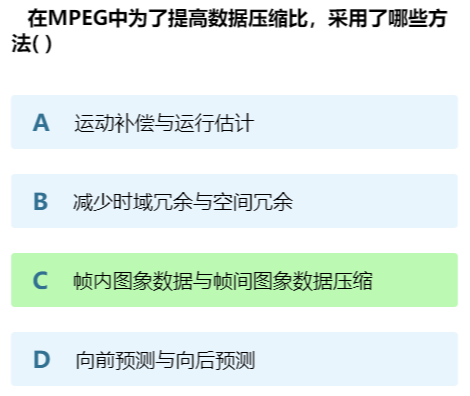 在MPEG中为了提高数据压缩比，采用了哪些方
法( )
A 运动补偿与运行估计
B 减少时域冗余与空间冗余
C 帧内图象数据与帧间图象数据压缩
D 向前预测与向后预测